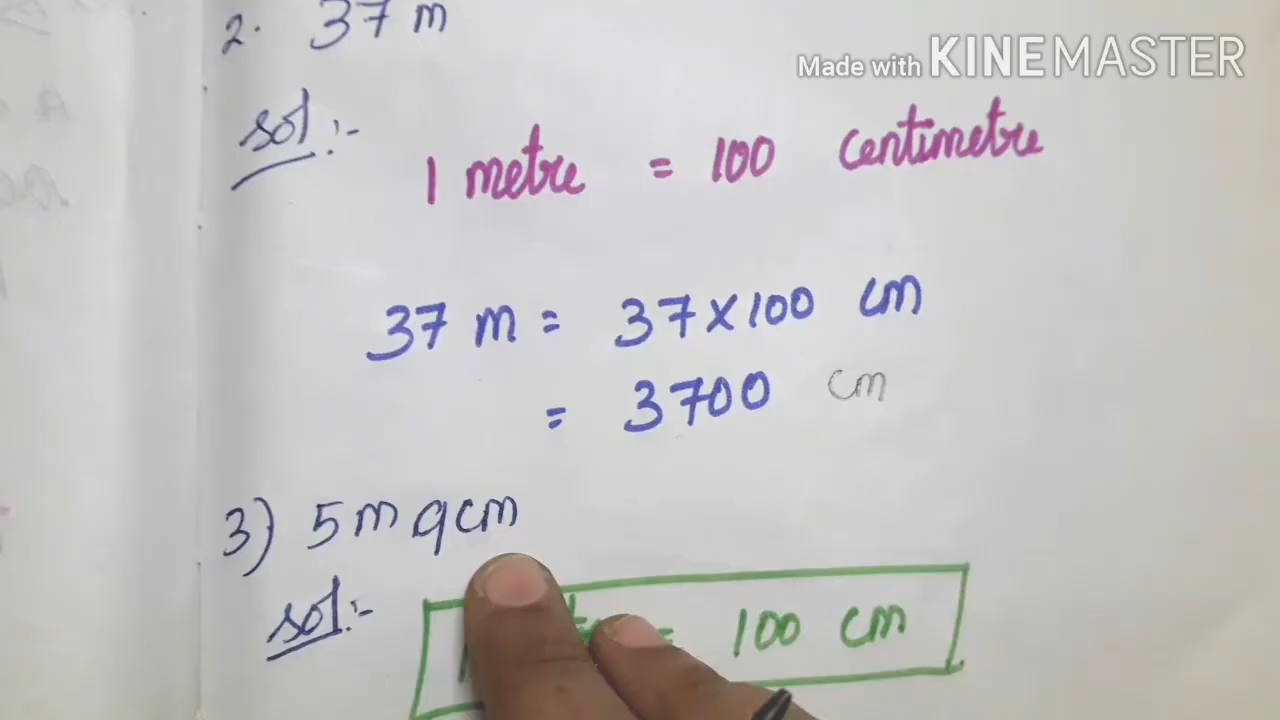 2. 37 m
Made with KINEMASTER
Sol :-
1 metre = 100 centimetre
37 m = 37 × 100 cm
= 3700 cm
3) 5m 9cm
Sol:-
= 100 cm